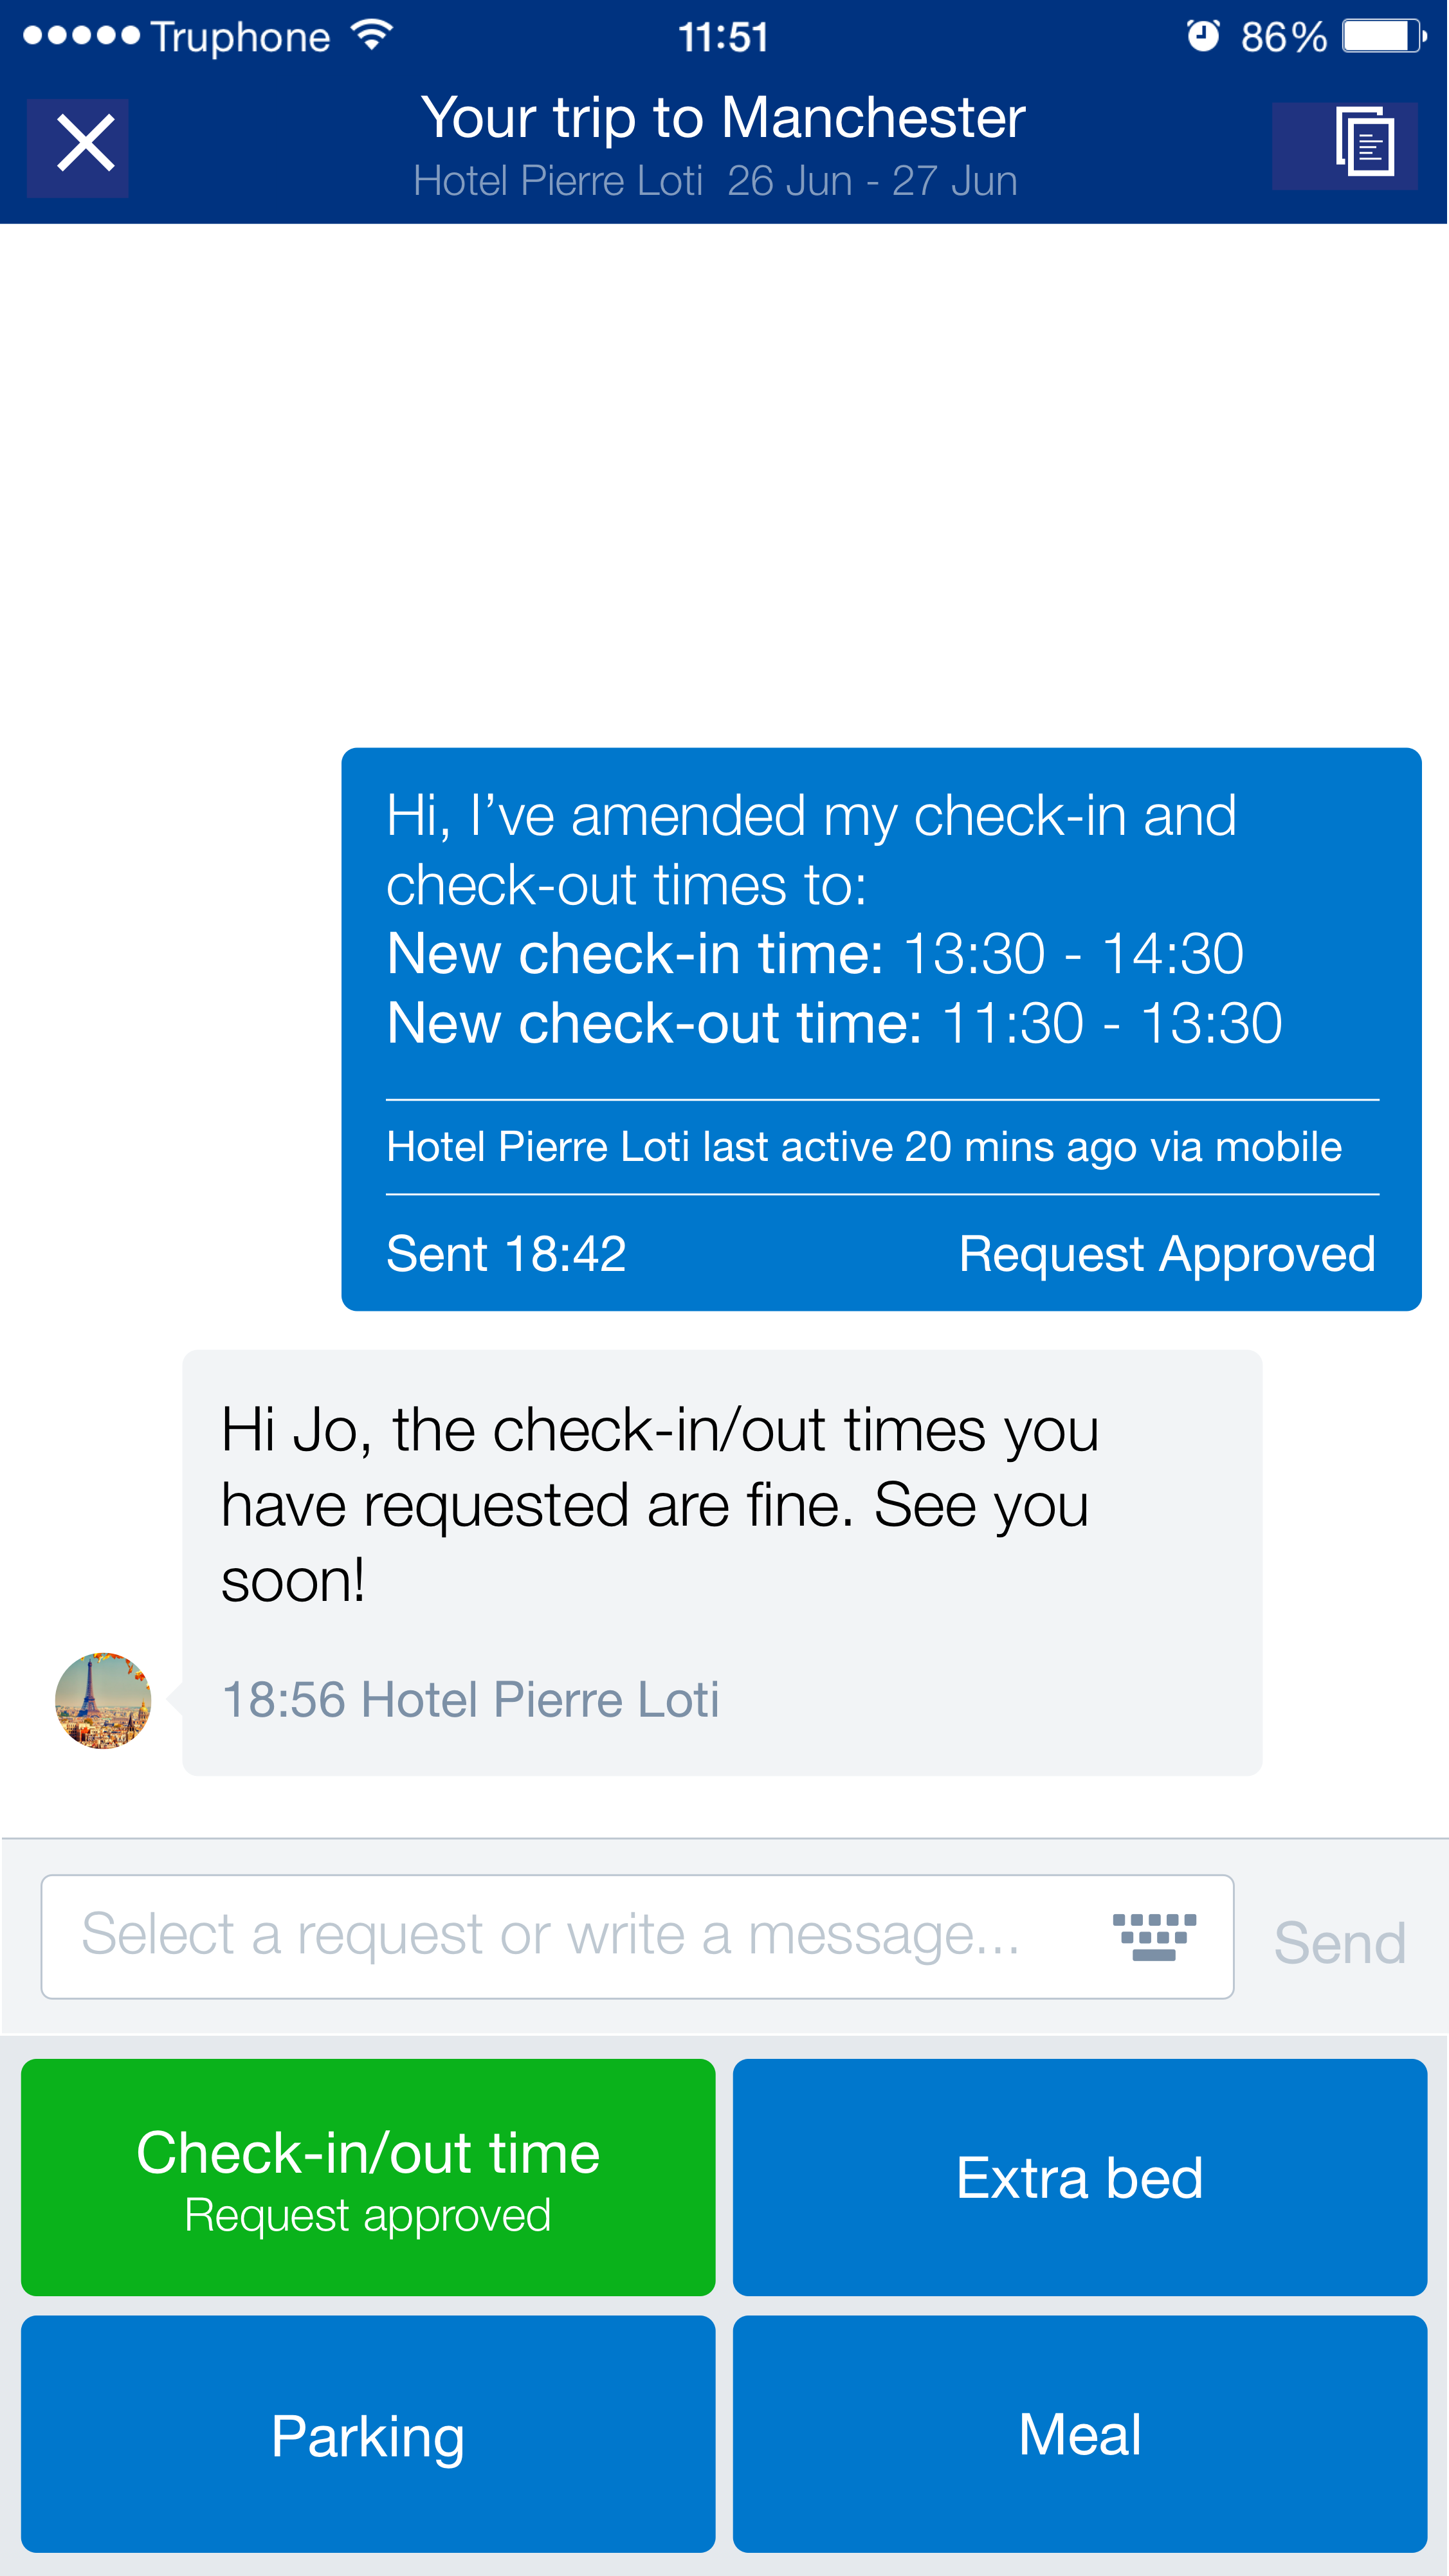 Truphone 11:51 86%
Your trip to Manchester
Hotel Pierre Loti 26 Jun - 27 Jun
Hi, I’ve amended my check-in and
check-out times to:
New check-in time: 13:30 - 14:30
New check-out time: 11:30 - 13:30
Hotel Pierre Loti last active 20 mins ago via mobile
Sent 18:42 Request Approved
Hi Jo, the check-in/out times you
have requested are fine. See you
soon!
18:56 Hotel Pierre Loti
Select a request or write a message...
Send
Check-in/out time
Request approved
Extra bed
Parking
Meal